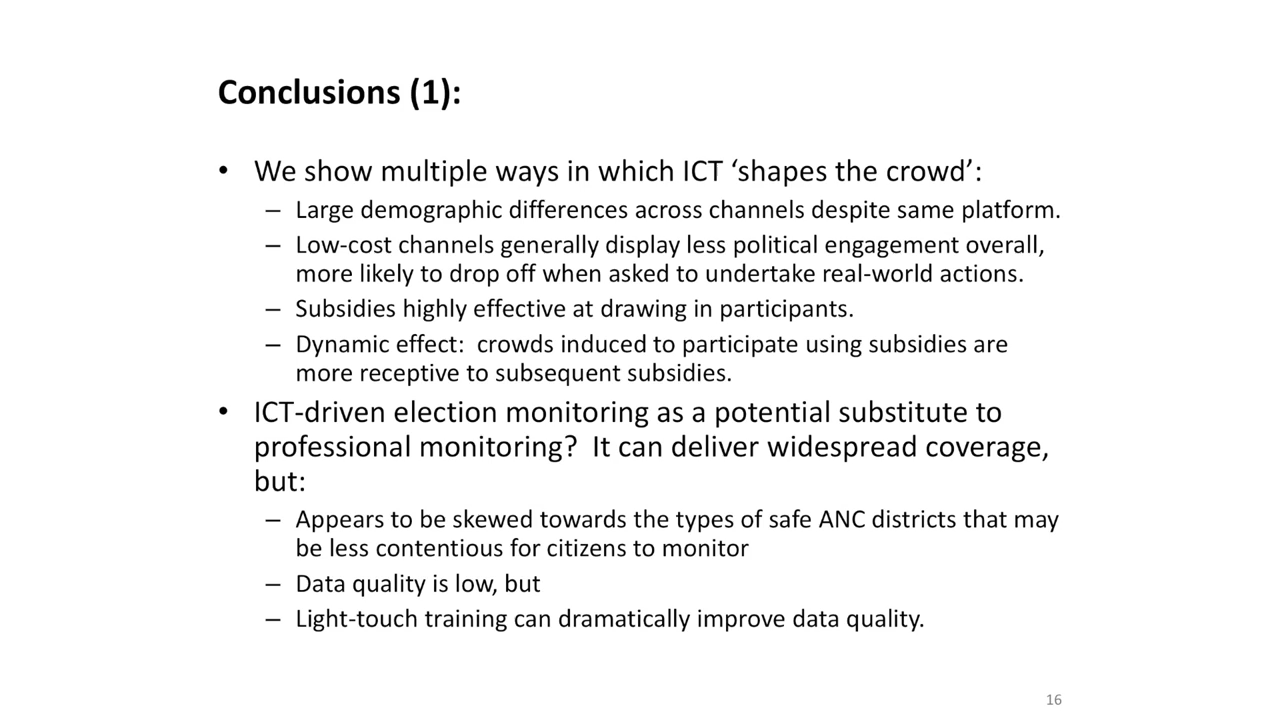 Conclusions (1):
• We show multiple ways in which ICT ‘shapes the crowd’:
– Large demographic differences across channels despite same platform.
– Low-cost channels generally display less political engagement overall,
more likely to drop off when asked to undertake real-world actions.
– Subsidies highly effective at drawing in participants.
– Dynamic effect:  crowds induced to participate using subsidies are
more receptive to subsequent subsidies.
• ICT-driven election monitoring as a potential substitute to
professional monitoring?  It can deliver widespread coverage,
but:
– Appears to be skewed towards the types of safe ANC districts that may
be less contentious for citizens to monitor
– Data quality is low, but
– Light-touch training can dramatically improve data quality.
16